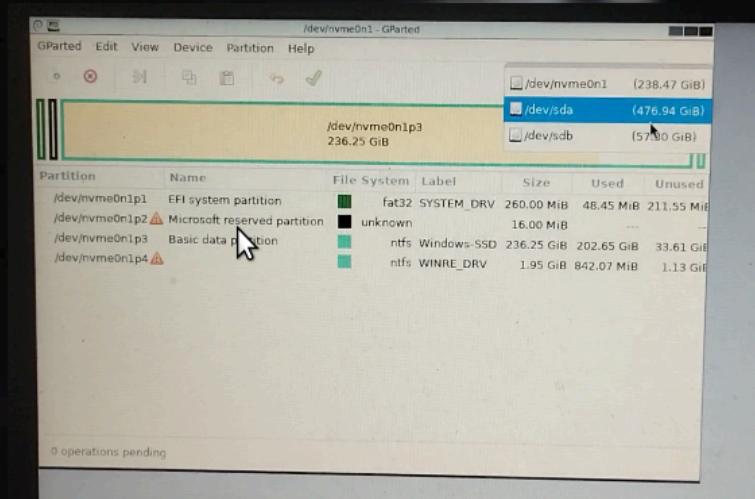 /dev/nvme0n1 - GParted
GParted Edit View Device Partition Help
/dev/nvme0n1 (238.47 GiB)
/dev/sda (476.94 GiB)
/dev/sdb GiB)
/dev/nvme0n1p3
236.25 GiB
Partition Name File System Label Size Used Unused
/dev/nvme0n1p1 EFI system partition fat32 SYSTEM_DRV 260.00 MiB 48.45 MiB 211.55 MiB
/dev/nvme0n1p2 Microsoft reserved partition unknown 16.00 MiB --- ---
/dev/nvme0n1p3 Basic data partition ntfs Windows-SSD 236.25 GiB 202.65 GiB 33.61 GiB
/dev/nvme0n1p4 ntfs WINRE_DRV 1.95 GiB 842.07 MiB 1.13 GiB
0 operations pending